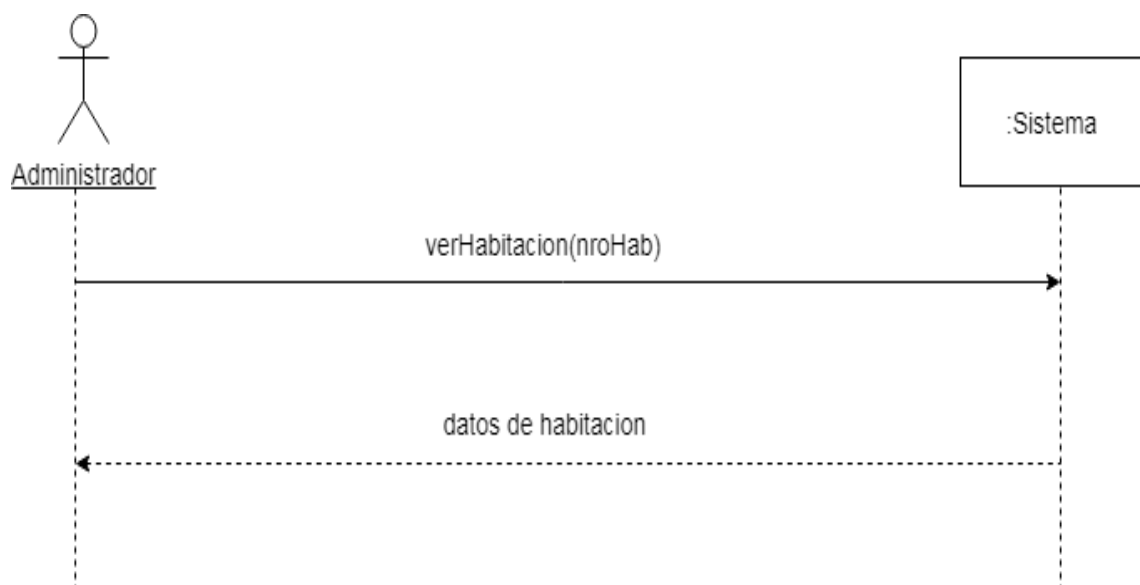 Administrador
:Sistema
verHabitacion(nroHab)
datos de habitacion